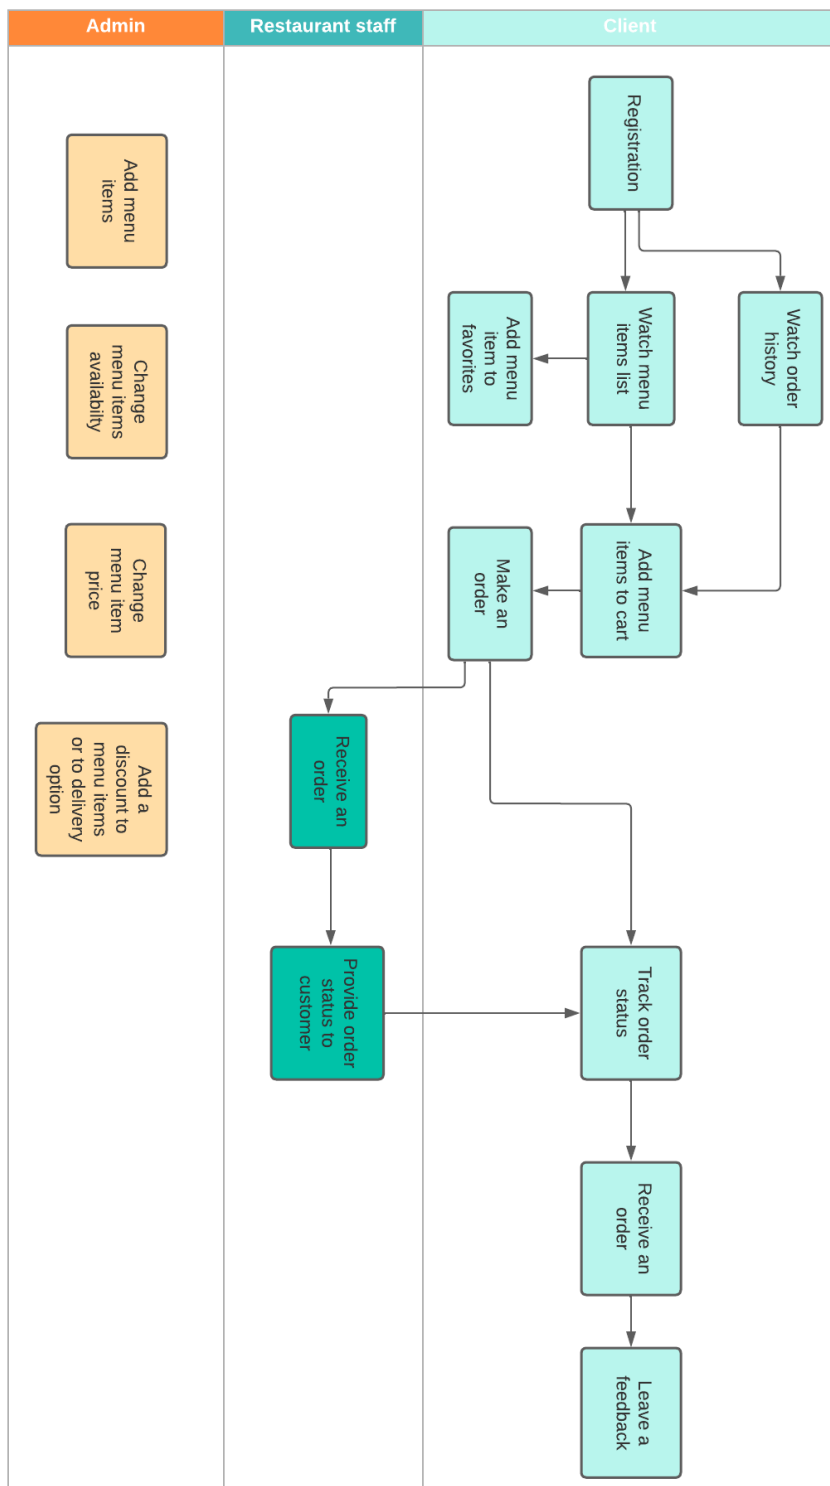 Admin
Restaurant staff
Client
Add menu
items
Change
menu items
availabilty
Change
menu item
price
Add a
discount to
menu items
or to delivery
option
Receive an
order
Provide order
status to
customer
Registration
Watch order
history
Watch menu
items list
Add menu
item to
favorites
Add menu
items to cart
Make an
order
Track order
status
Receive an
order
Leave a
feedback